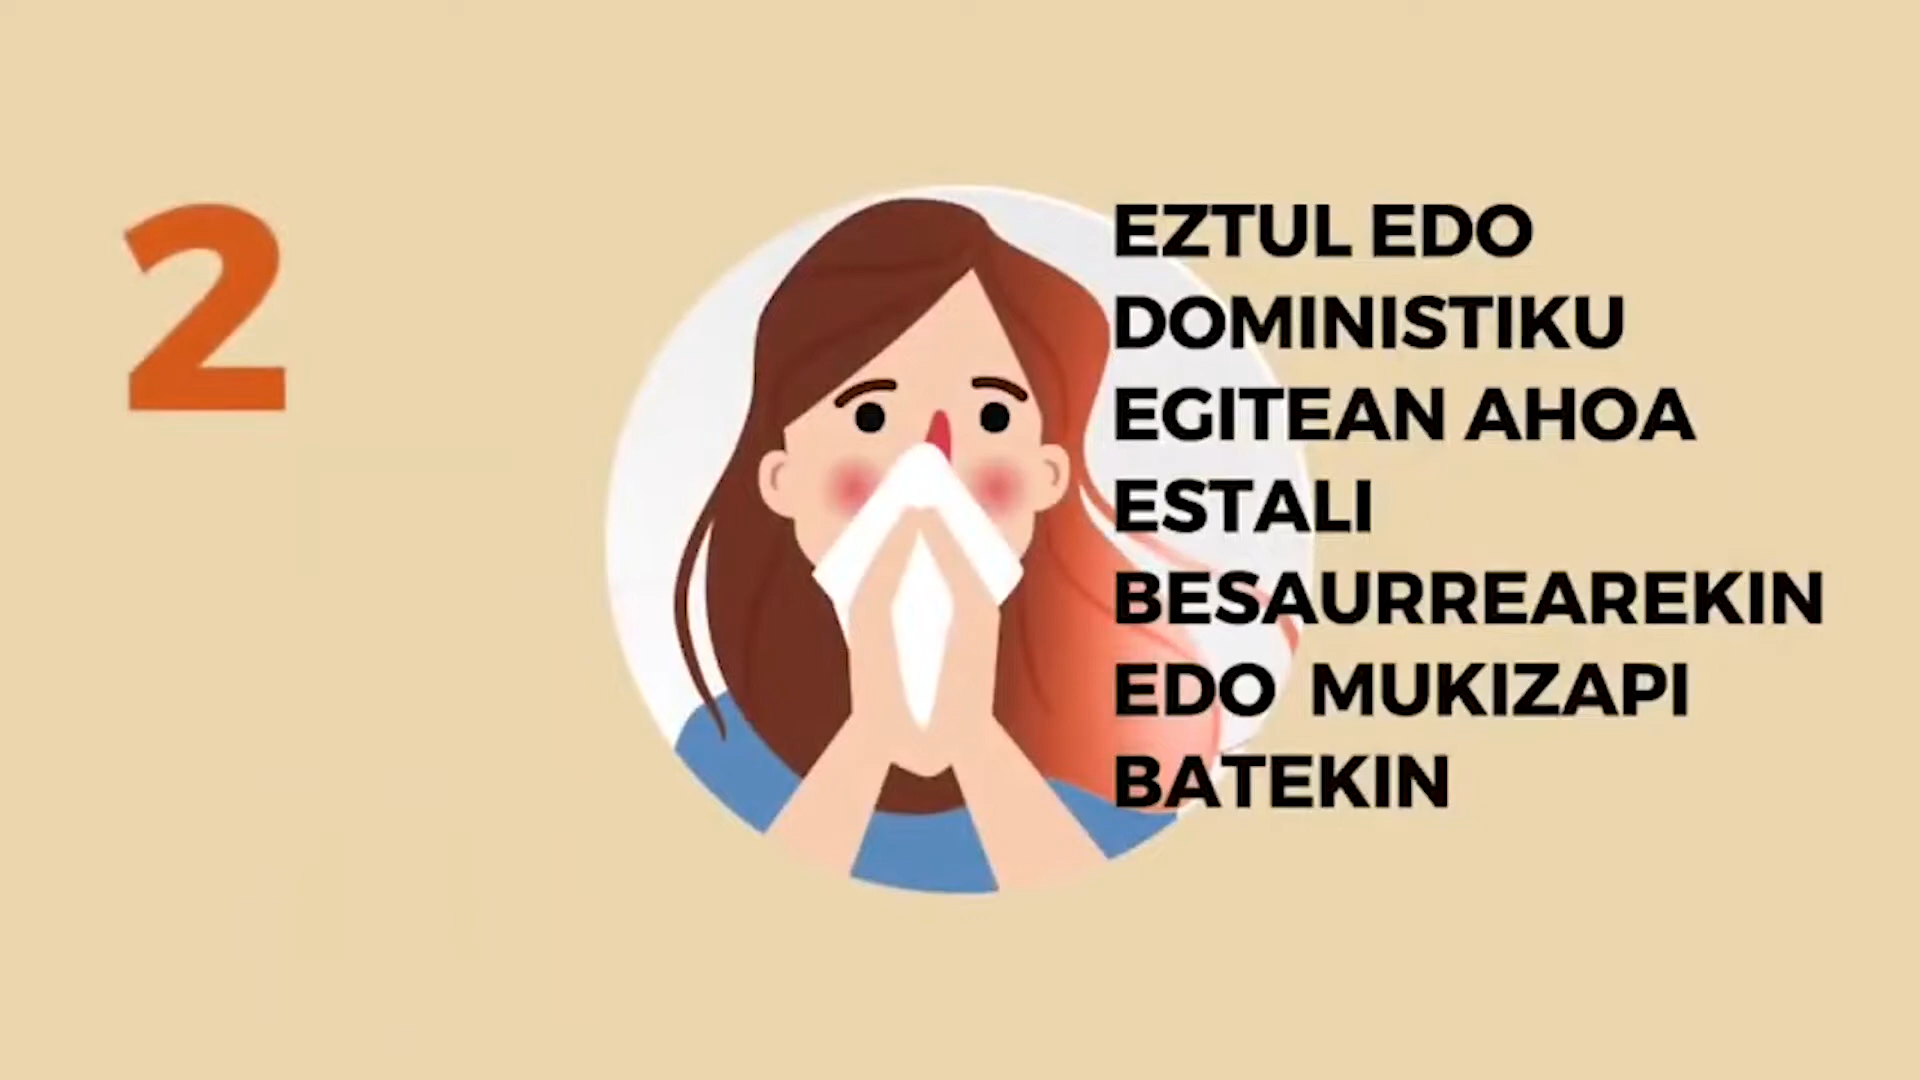 2
EZTUL EDO
DOMINISTIKU
EGITEAN AHOA
ESTALI
BESAURREAREKIN
EDO MUKIZAPI
BATEKIN